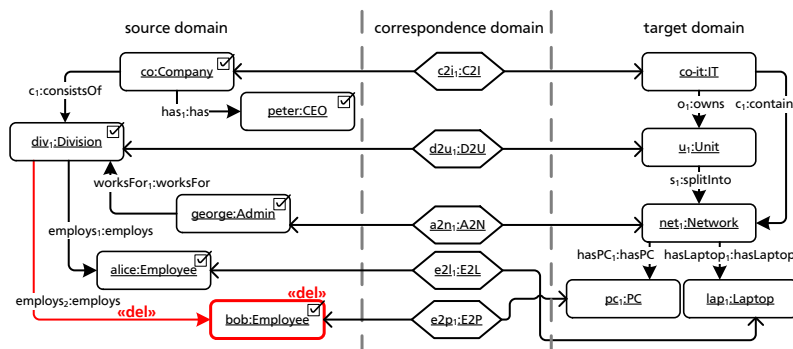 source domain
correspondence domain
target domain
co:Company
c2i₁:C2I
co-it:IT
c₁:consistsOf
o₁:owns
c₁:contain
has₁:has
peter:CEO
div₁:Division
d2u₁:D2U
u₁:Unit
worksFor₁:worksFor
s₁:splitInto
george:Admin
a2n₁:A2N
net₁:Network
employs₁:employs
hasPC₁:hasPC
hasLaptop₁:hasLaptop
alice:Employee
e2l₁:E2L
employs₂:employs
«del»
«del»
pc₁:PC
lap₁:Laptop
bob:Employee
e2p₁:E2P